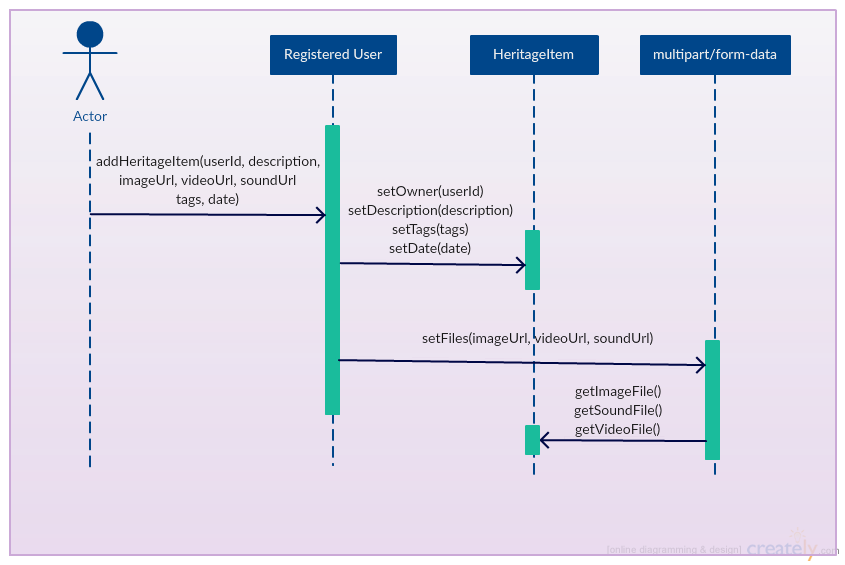 Registered User
HeritageItem
multipart/form-data
Actor
addHeritageItem(userId, description,
imageUrl, videoUrl, soundUrl
tags, date)
setOwner(userId)
setDescription(description)
setTags(tags)
setDate(date)
setFiles(imageUrl, videoUrl, soundUrl)
getImageFile()
getSoundFile()
getVideoFile()
[online diagramming & design] creately.com